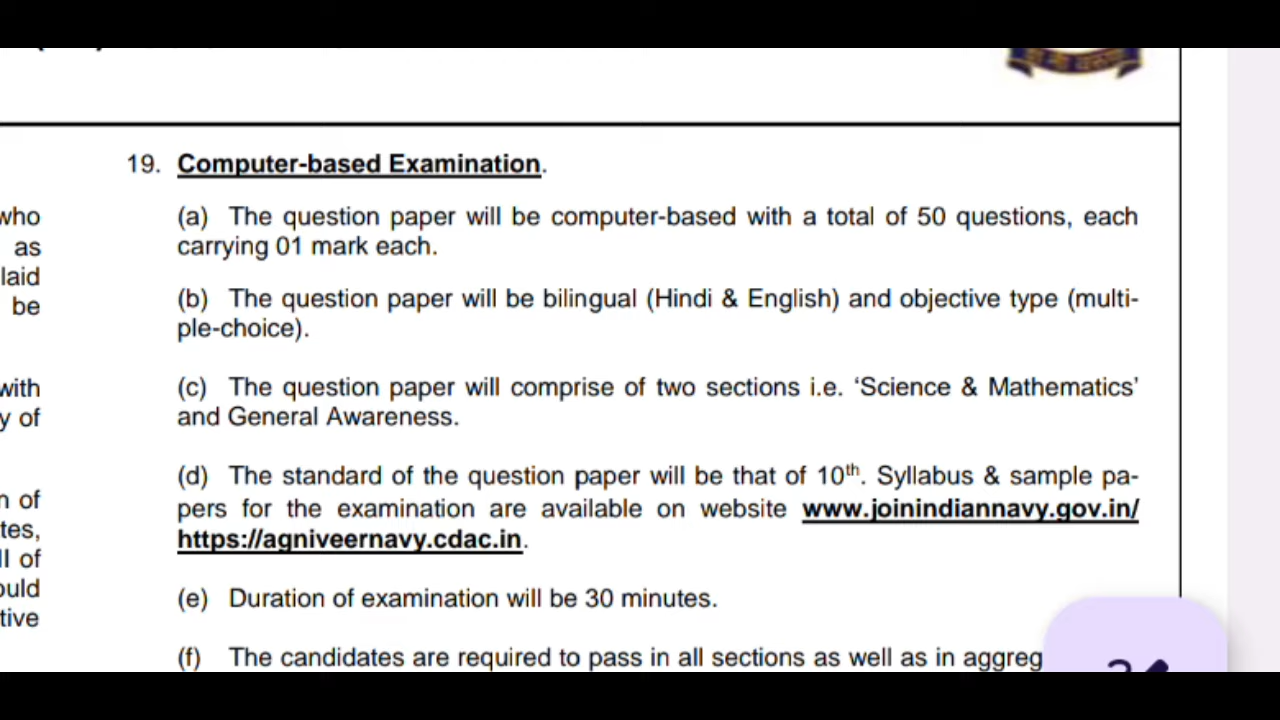 19. Computer-based Examination.
who
(a) The question paper will be computer-based with a total of 50 questions, each
as
carrying 01 mark each.
laid
be
(b) The question paper will be bilingual (Hindi & English) and objective type (multi-
ple-choice).
with
(c) The question paper will comprise of two sections i.e. ‘Science & Mathematics’
y of
and General Awareness.
(d) The standard of the question paper will be that of 10th. Syllabus & sample pa-
of
pers for the examination are available on website www.joinindiannavy.gov.in/
tes,
https://agniveernavy.cdac.in.
of
ould
(e) Duration of examination will be 30 minutes.
tive
(f) The candidates are required to pass in all sections as well as in aggreg